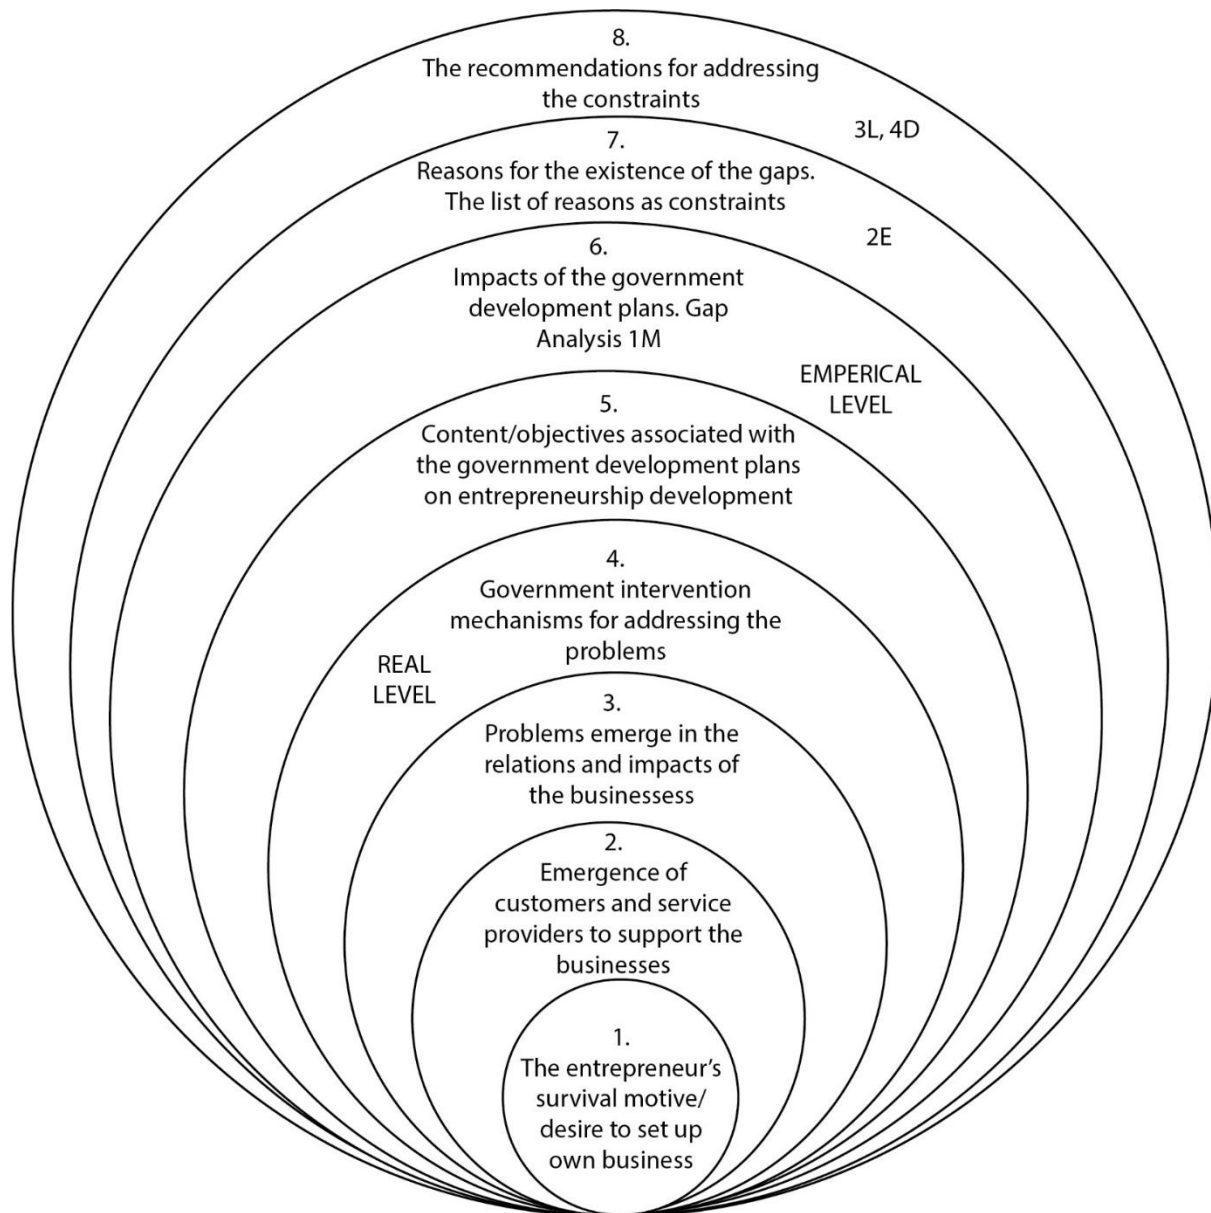 8.
The recommendations for addressing
the constraints
3L, 4D
7.
Reasons for the existence of the gaps.
The list of reasons as constraints
2E
6.
Impacts of the government
development plans. Gap
Analysis 1M
EMPERICAL
LEVEL
5.
Content/objectives associated with
the government development plans
on entrepreneurship development
4.
Government intervention
mechanisms for addressing the
problems
REAL
LEVEL
3.
Problems emerge in the
relations and impacts of
the businessess
2.
Emergence of
customers and service
providers to support the
businesses
1.
The entrepreneur’s
survival motive/
desire to set up
own business